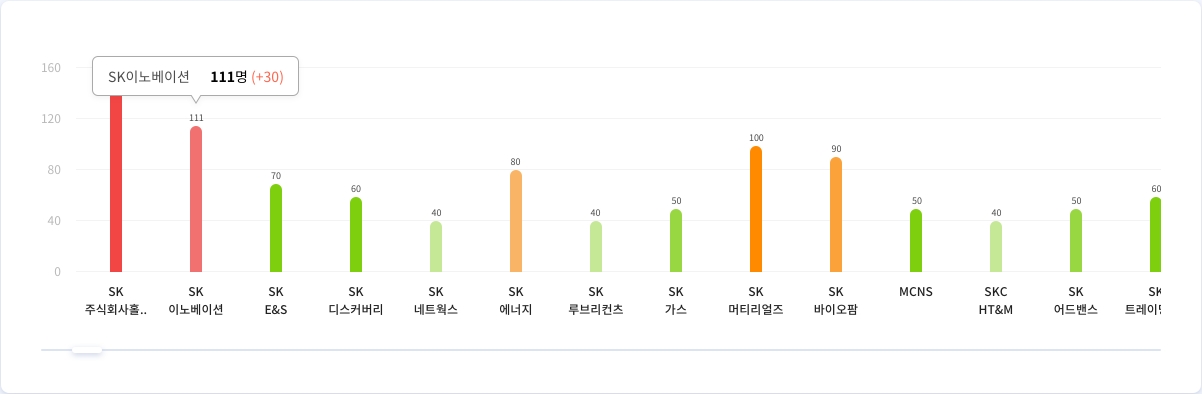 160
SK이노베이션 111명 (+30)
120
80
40
0
111
70
60
40
80
40
50
100
90
50
40
50
60
SK
주식회사홀..
SK
이노베이션
SK
E&S
SK
디스커버리
SK
네트웍스
SK
에너지
SK
루브리컨츠
SK
가스
SK
머티리얼즈
SK
바이오팜
MCNS
SKC
HT&M
SK
어드밴스
SK
트레이